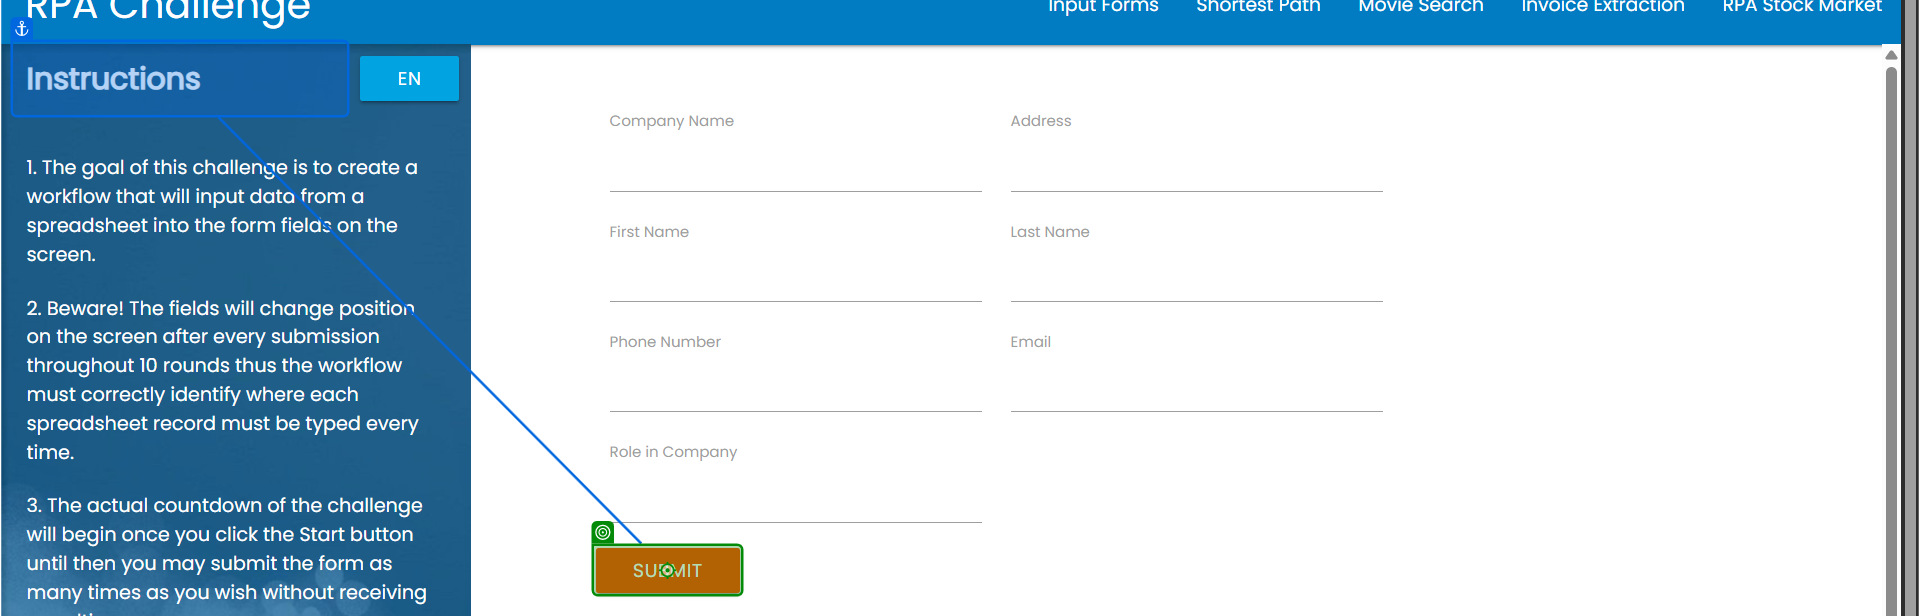 RPA Challenge
Input Forms Shortest Path Movie Search Invoice Extraction RPA Stock Market
Instructions
EN
1. The goal of this challenge is to create a
workflow that will input data from a
spreadsheet into the form fields on the
screen.
2. Beware! The fields will change position
on the screen after every submission
throughout 10 rounds thus the workflow
must correctly identify where each
spreadsheet record must be typed every
time.
3. The actual countdown of the challenge
will begin once you click the Start button
until then you may submit the form as
many times as you wish without receiving
Company Name
Address
First Name
Last Name
Phone Number
Email
Role in Company
SUBMIT